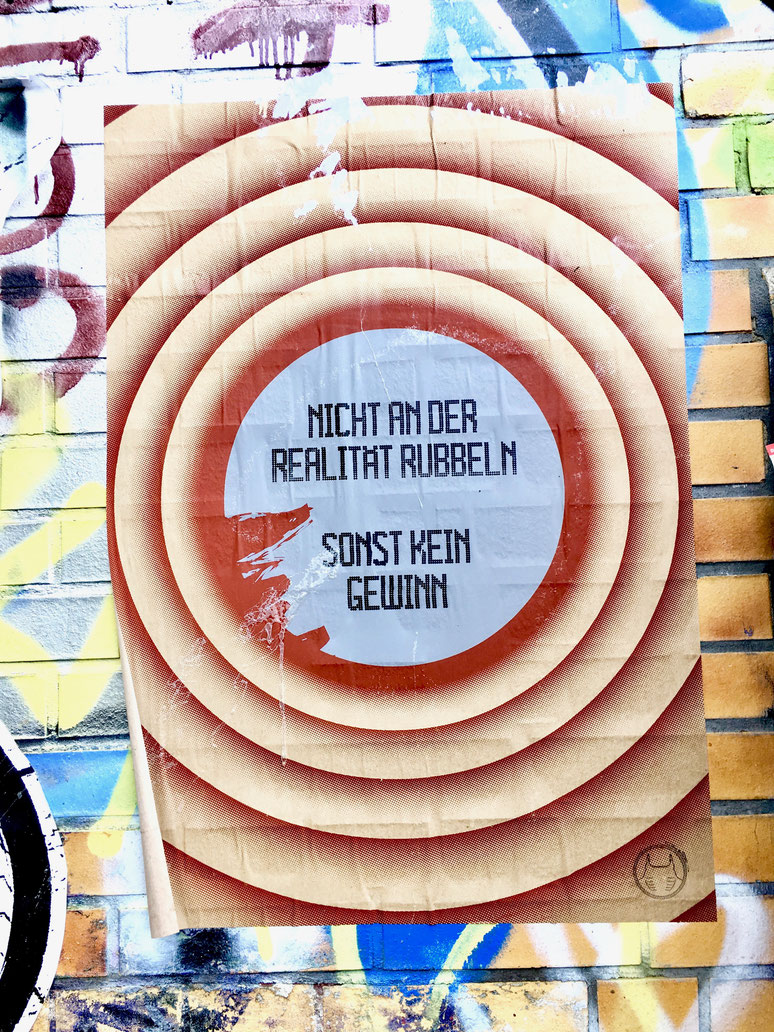 NICHT AN DER
REALITÄT RUBBELN
SONST KEIN
GEWINN